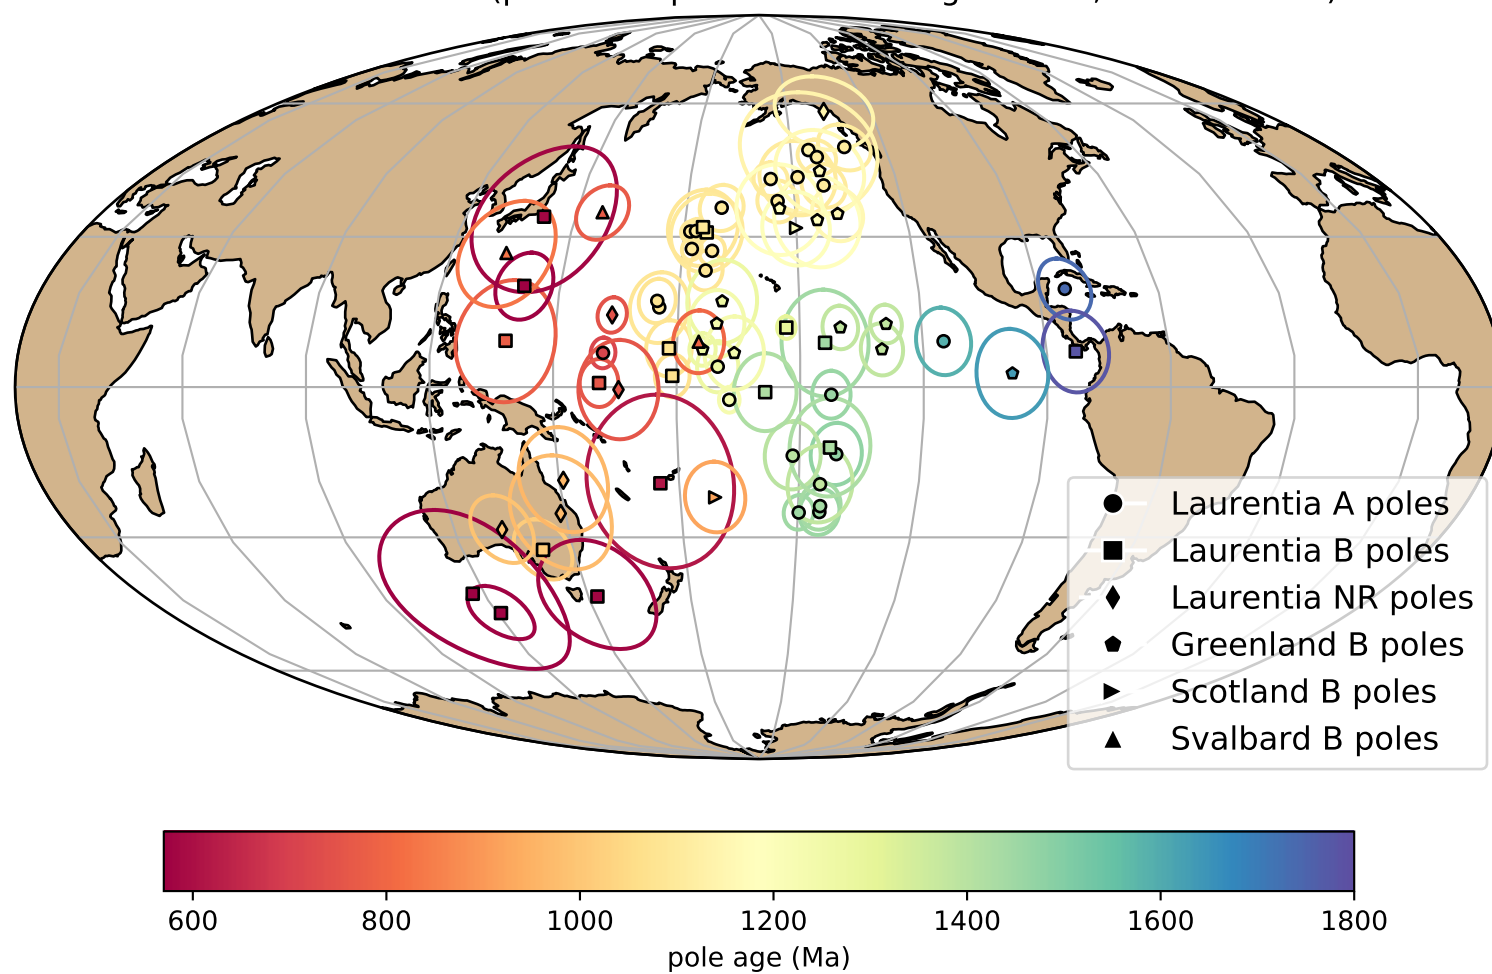 Laurentia A poles
Laurentia B poles
Laurentia NR poles
Greenland B poles
Scotland B poles
Svalbard B poles
600 800 1000 1200 1400 1600 1800
pole age (Ma)